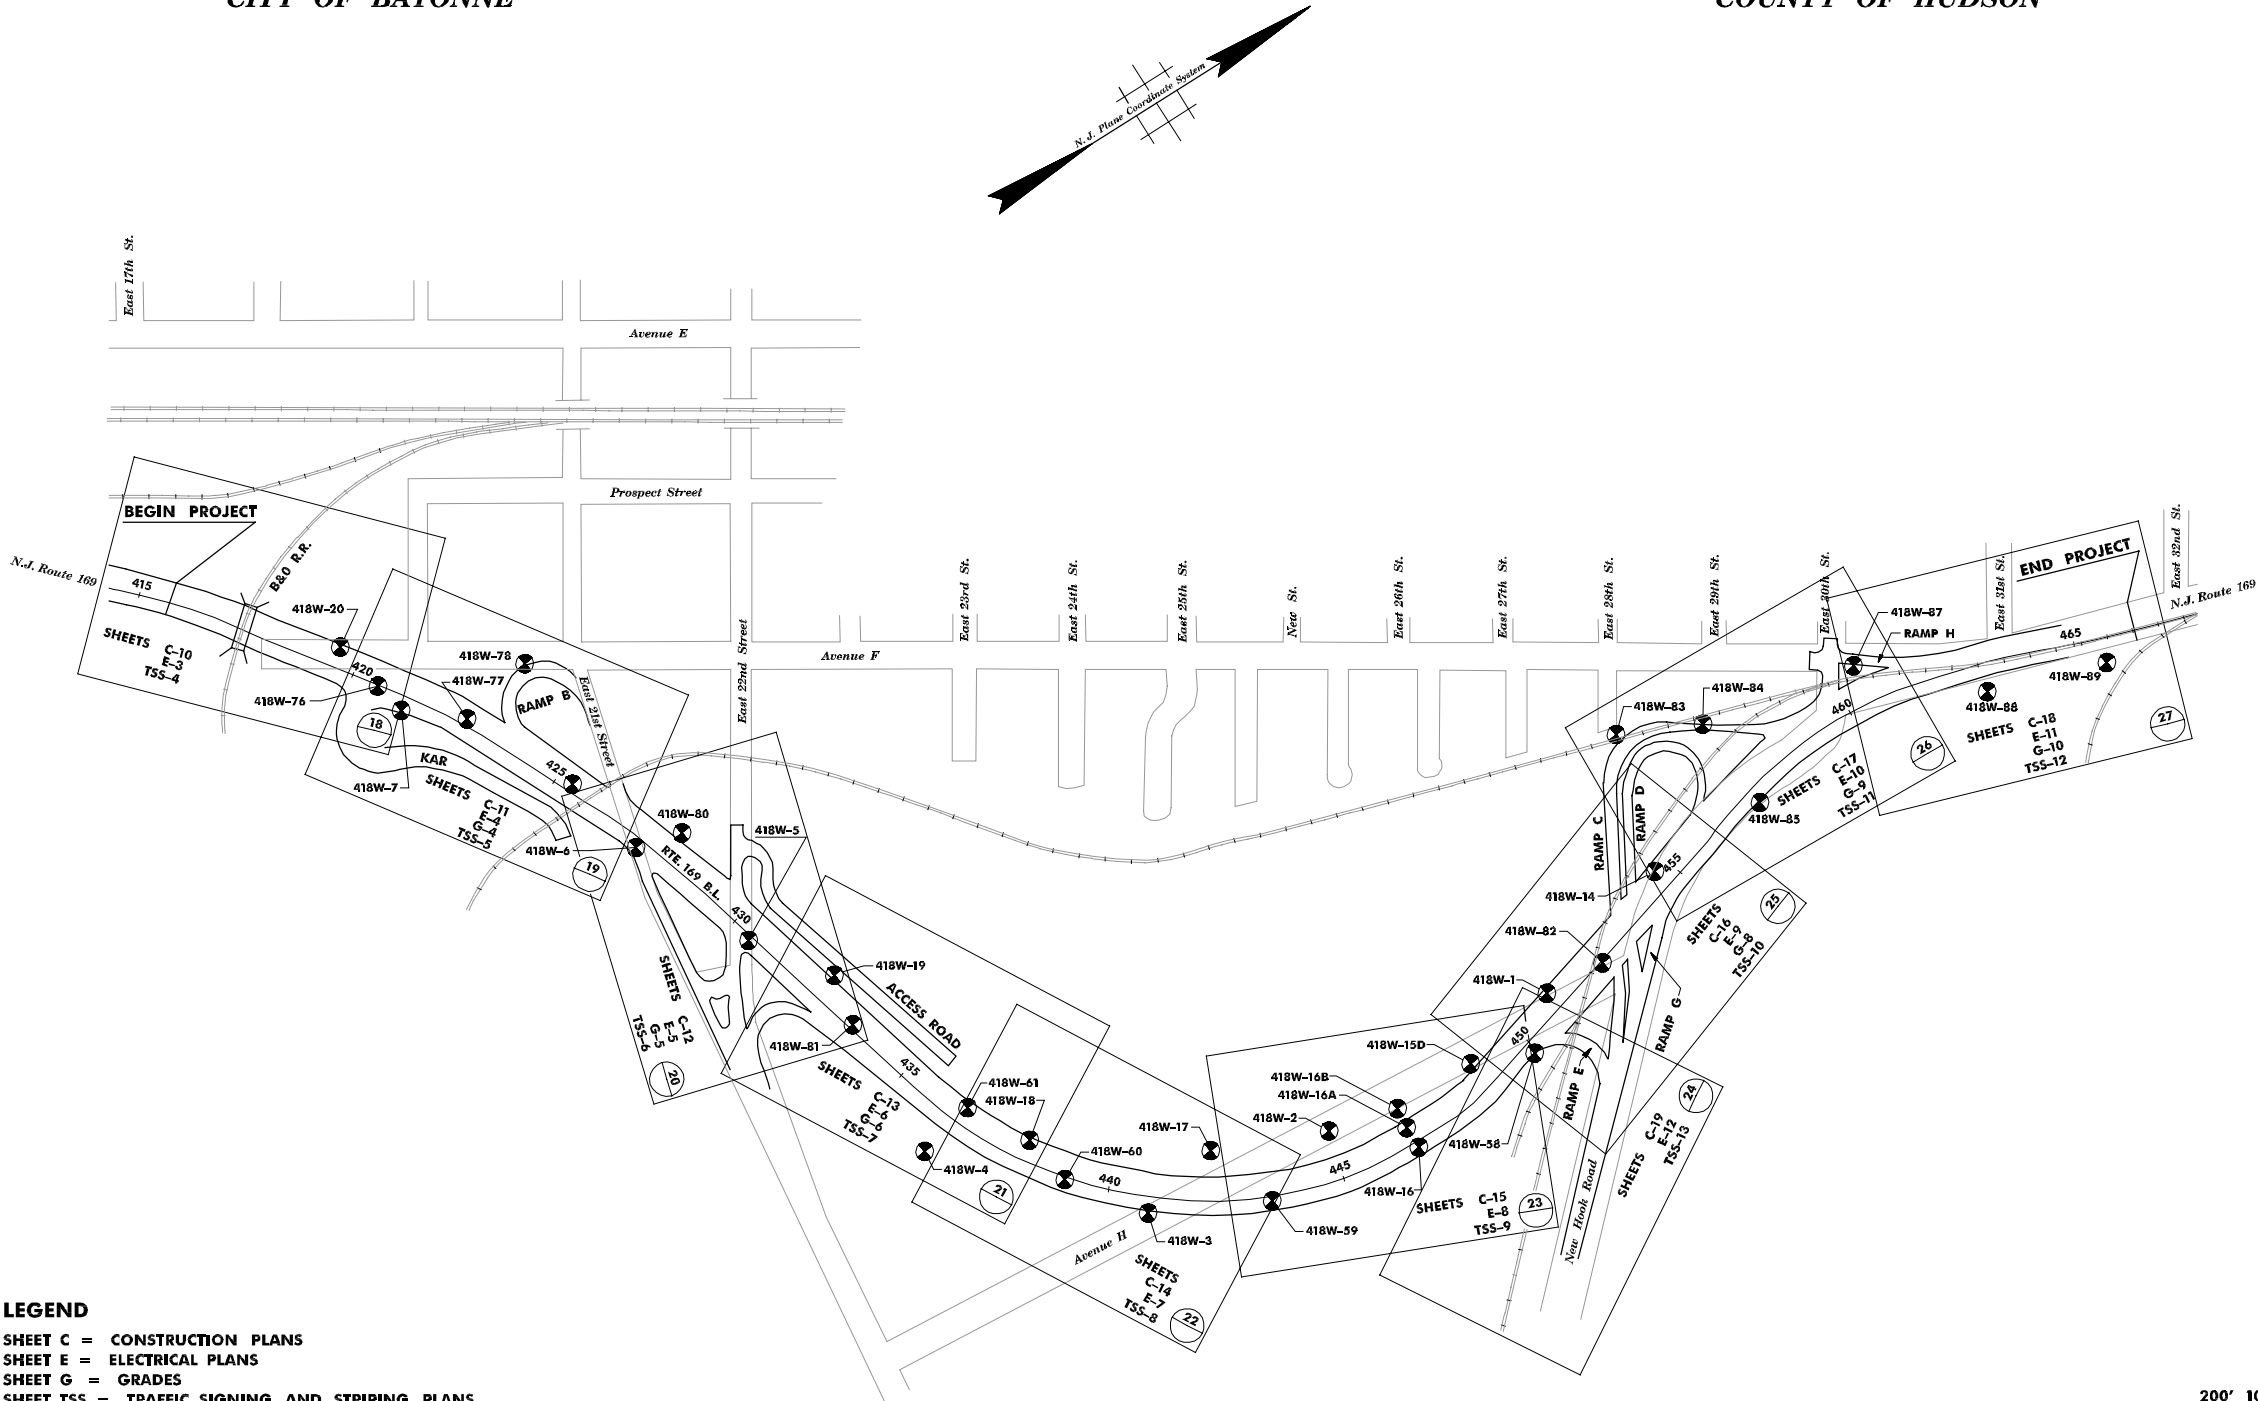 CITY OF BAYONNE
COUNTY OF HUDSON
N.J. Plane Coordinate System
East 17th St.
Avenue E
Prospect Street
BEGIN PROJECT
N.J. Route 169
415
B&O R.R.
SHEETS C-10
E-3
TSS-4
418W-20
420
418W-76
418W-78
418W-77
RAMP B
East 21st Street
East 22nd Street
18
KAR
418W-7
SHEETS C-11
E-4
G-4
TSS-5
425
418W-80
418W-6
19
RTE. 169 B.L.
418W-5
430
Avenue F
East 23rd St.
East 24th St.
East 25th St.
New St.
East 26th St.
East 27th St.
East 28th St.
East 29th St.
East 30th St.
East 31st St.
East 32nd St.
END PROJECT
N.J. Route 169
418W-87
RAMP H
465
418W-89
418W-88
SHEETS C-18
E-11
G-10
TSS-12
27
418W-84
418W-83
460
26
SHEETS C-17
E-10
G-9
TSS-11
418W-85
RAMP C
RAMP D
455
418W-14
25
SHEETS
C-16
E-9
G-8
TSS-10
418W-82
418W-1
RAMP G
450
RAMP E
24
SHEETS C-19
E-12
TSS-13
New Hook Road
418W-19
ACCESS ROAD
418W-81
SHEETS C-12
E-5
G-5
TSS-6
20
435
SHEETS C-13
E-6
G-6
TSS-7
418W-61
418W-18
418W-4
21
418W-60
440
418W-17
418W-15D
418W-16B
418W-16A
418W-2
418W-58
445
418W-16
418W-59
418W-3
SHEETS C-15
E-8
TSS-9
23
Avenue H
SHEETS
C-14
E-7
TSS-8
22
LEGEND
SHEET C = CONSTRUCTION PLANS
SHEET E = ELECTRICAL PLANS
SHEET G = GRADES
SHEET TSS = TRAFFIC SIGNING AND STRIPING PLANS
200' 10